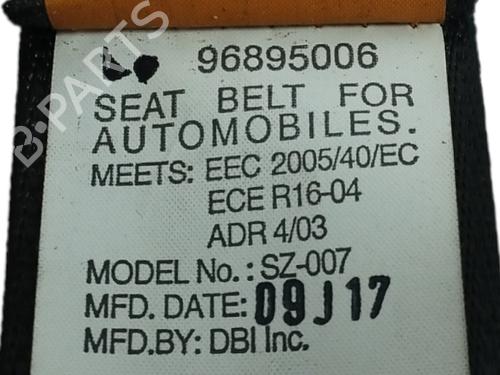 96895006
SEAT BELT FOR
AUTOMOBILES.
MEETS: EEC 2005/40/EC
ECE R16-04
ADR 4/03
MODEL No.: SZ-007
MFD. DATE: 09J17
MFD.BY: DBI Inc.
B-PARTS